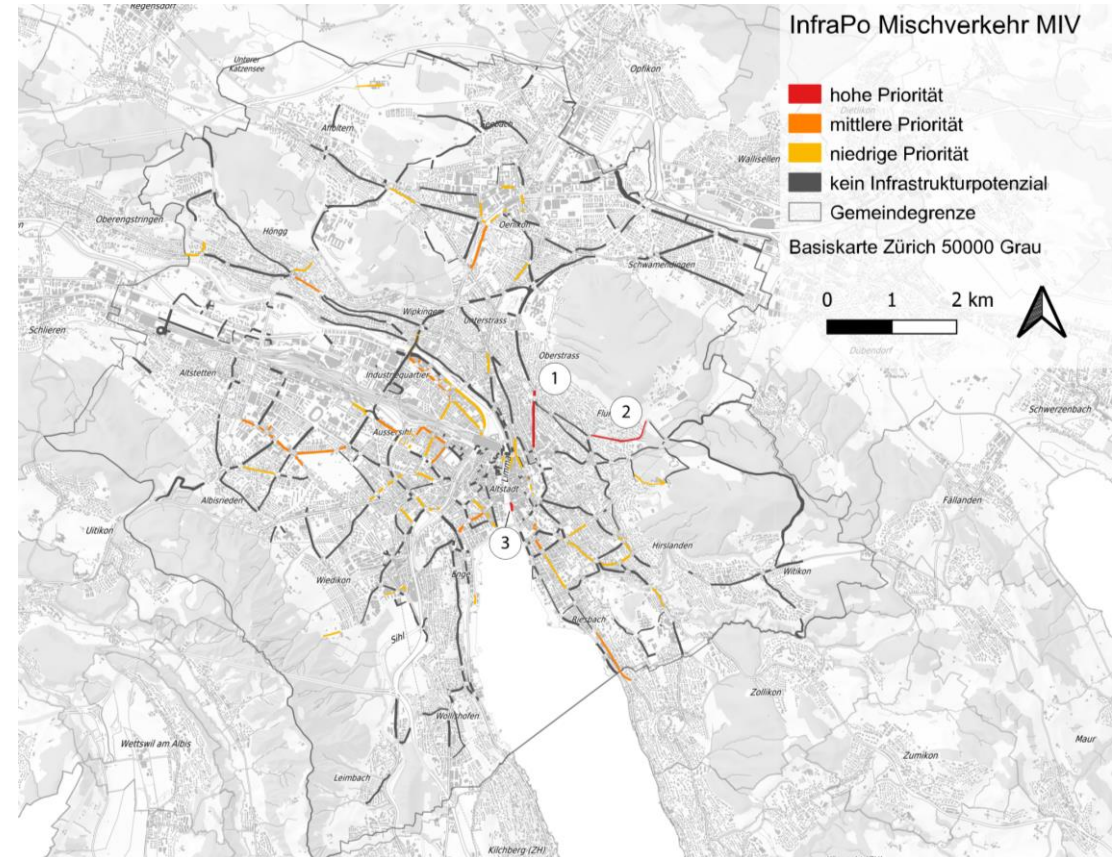 InfraPo Mischverkehr MIV
hohe Priorität
mittlere Priorität
niedrige Priorität
kein Infrastrukturpotenzial
Gemeindegrenze
Basiskarte Zürich 50000 Grau
0 1 2 km
Regensdorf
Unterer
Katzensee
Opfikon
Dietlikon
Affoltern
Seebach
Wallisellen
Oberengstringen
Höngg
Oerlikon
Schwamendingen
Wipkingen
Unterstrass
Schlieren
Dübendorf
Oberstrass
Altstetten
Industriequartier
1
2
Schwerzenbach
Aussersihl
Altstadt
Albisrieden
Fällanden
Uitikon
3
Hirslanden
Wiedikon
Enge
Witikon
Riesbach
Sihl
Zollikon
Wollishofen
Wettswil am Albis
Maur
Zumikon
Leimbach
Kilchberg (ZH)